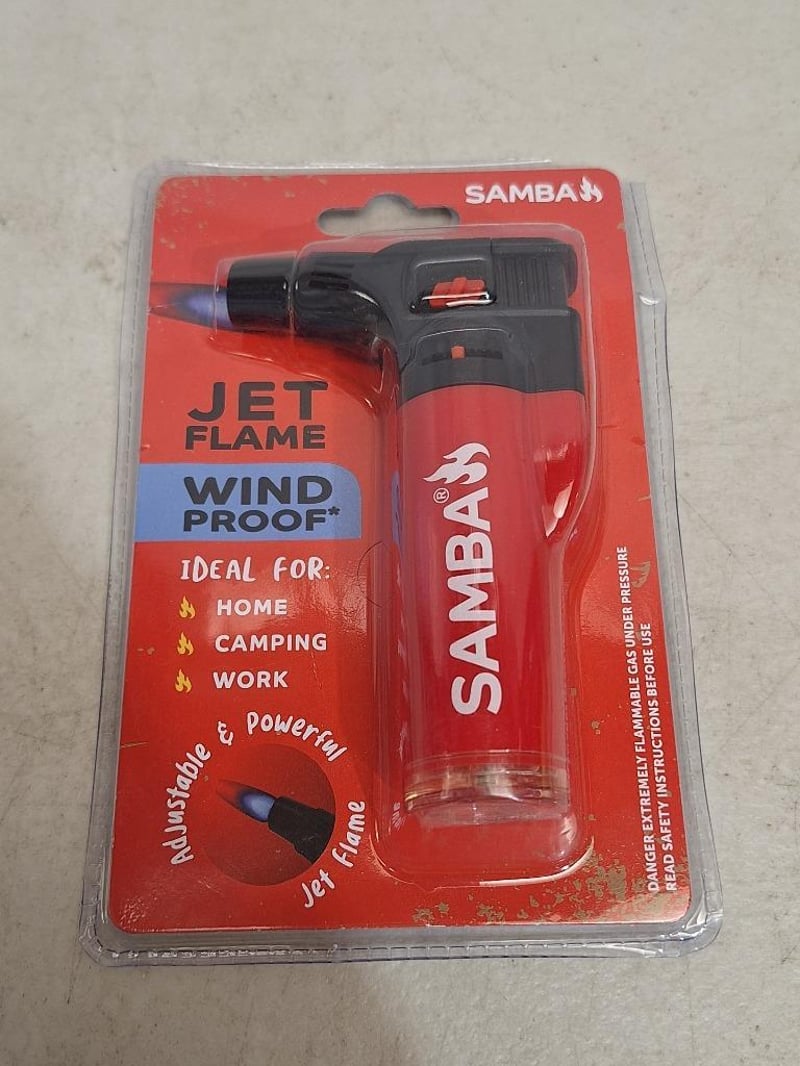 SAMBA
JET
FLAME
WIND
PROOF*
IDEAL FOR:
HOME
CAMPING
WORK
Adjustable & Powerful
Jet Flame
SAMBA®
DANGER EXTREMELY FLAMMABLE GAS UNDER PRESSURE
READ SAFETY INSTRUCTIONS BEFORE USE